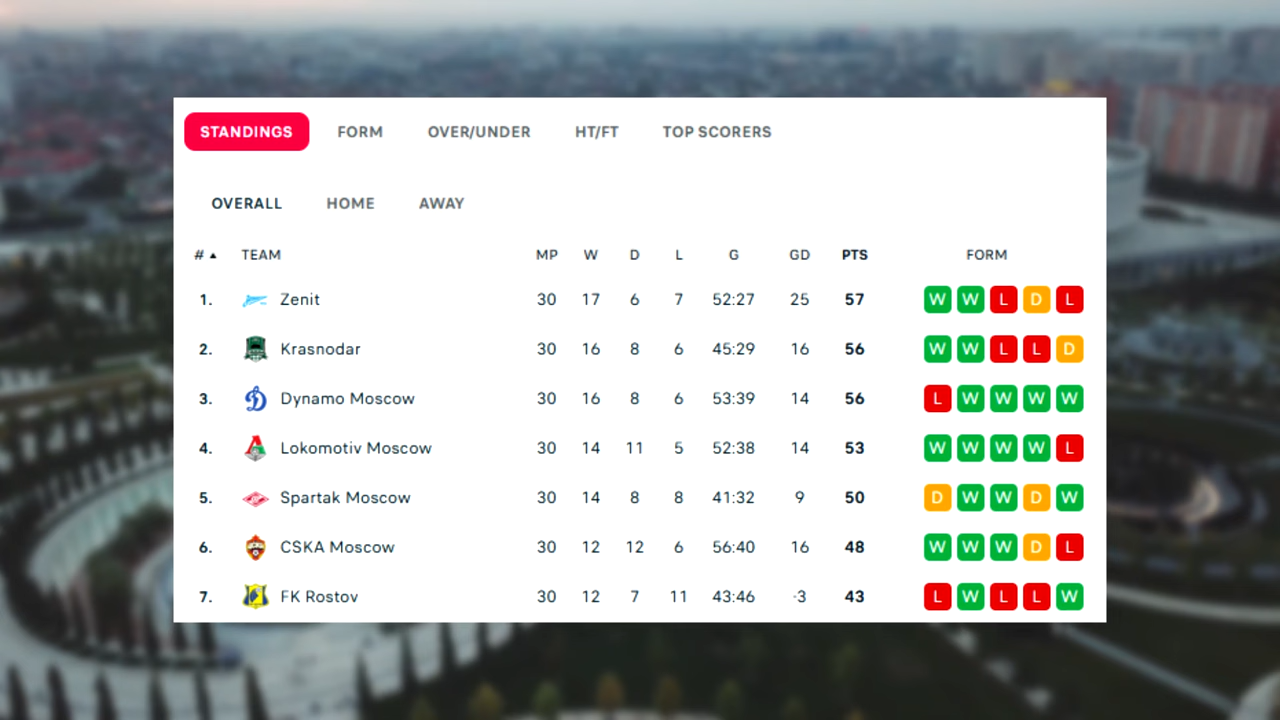 STANDINGS FORM OVER/UNDER HT/FT TOP SCORERS
OVERALL HOME AWAY
# ▲ TEAM MP W D L G GD PTS FORM
1. Zenit 30 17 6 7 52:27 25 57 W W L D L
2. Krasnodar 30 16 8 6 45:29 16 56 W W L L D
3. Dynamo Moscow 30 16 8 6 53:39 14 56 L W W W W
4. Lokomotiv Moscow 30 14 11 5 52:38 14 53 W W W W L
5. Spartak Moscow 30 14 8 8 41:32 9 50 D W W D W
6. CSKA Moscow 30 12 12 6 56:40 16 48 W W W D L
7. FK Rostov 30 12 7 11 43:46 -3 43 L W L L W